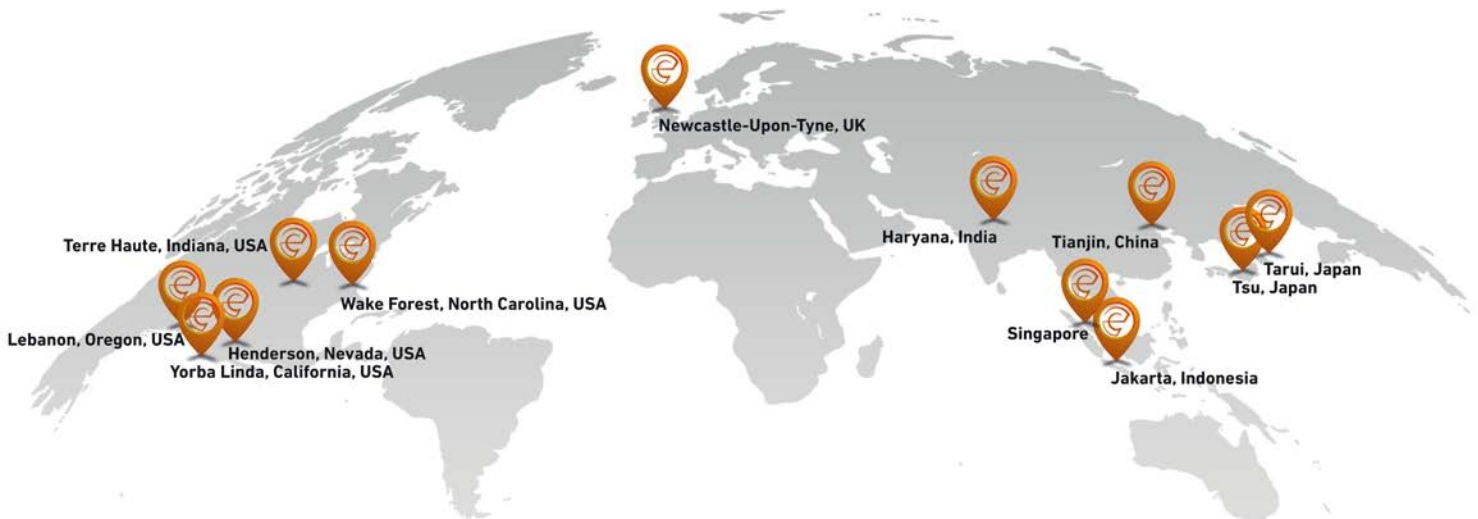 Newcastle-Upon-Tyne, UK
Terre Haute, Indiana, USA
Haryana, India
Tianjin, China
Tarui, Japan
Tsu, Japan
Wake Forest, North Carolina, USA
Lebanon, Oregon, USA
Singapore
Henderson, Nevada, USA
Yorba Linda, California, USA
Jakarta, Indonesia